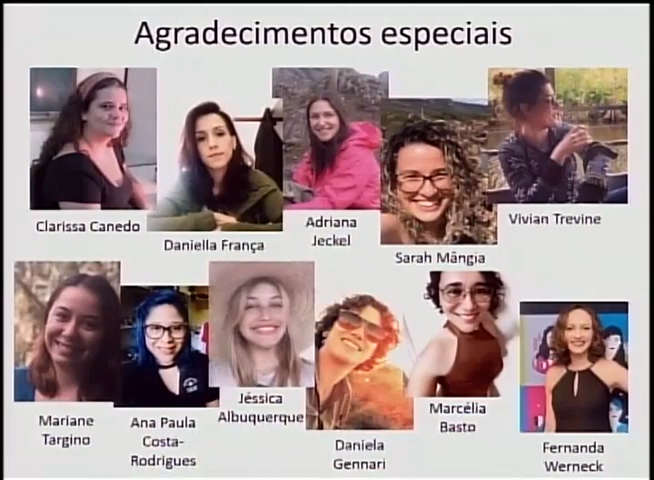 Agradecimentos especiais
Clarissa Canedo
Daniella França
Adriana
Jeckel
Sarah Mângia
Vivian Trevine
Mariane
Targino
Ana Paula
Costa-
Rodrigues
Jéssica
Albuquerque
Daniela
Gennari
Marcélia
Basto
Fernanda
Werneck